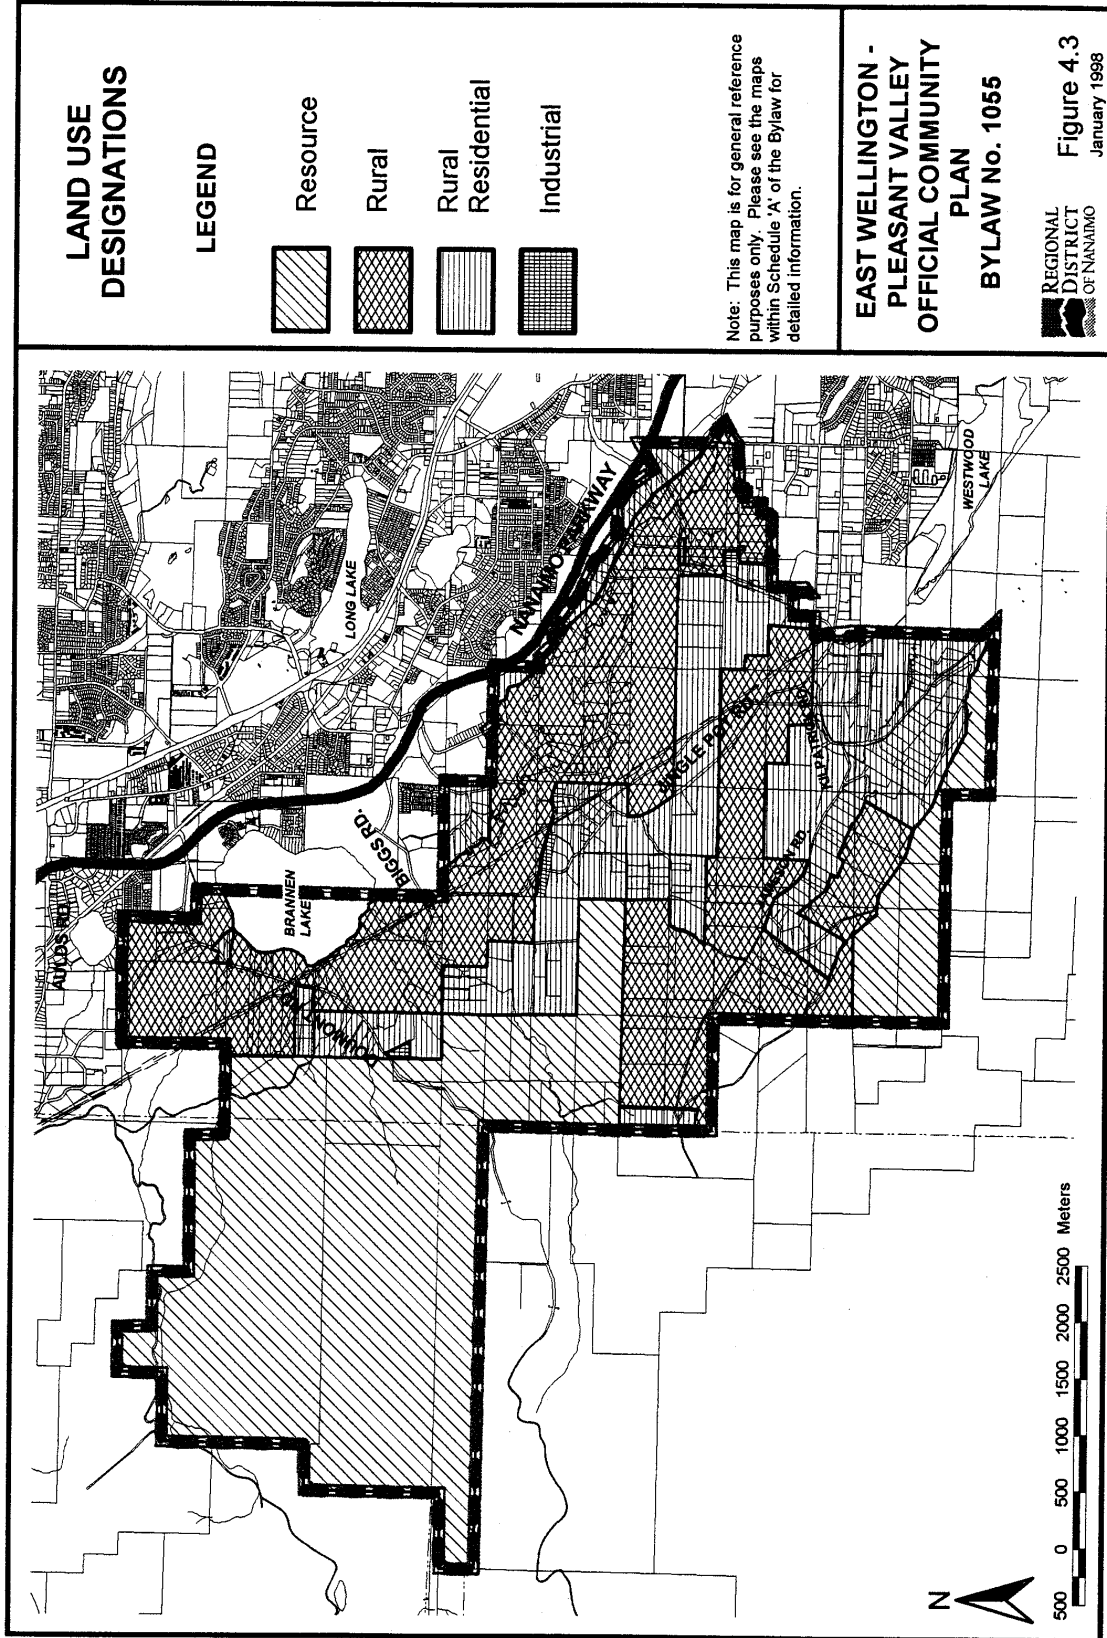 LAND USE
DESIGNATIONS
LEGEND
Resource
Rural
Rural
Residential
Industrial
Note: This map is for general reference
purposes only. Please see the maps
within Schedule 'A' of the Bylaw for
detailed information.
EAST WELLINGTON -
PLEASANT VALLEY
OFFICIAL COMMUNITY
PLAN
BYLAW No. 1055
REGIONAL
DISTRICT
OF NANAIMO
Figure 4.3
January 1998
AULDS RD.
BRANNEN
LAKE
BIGGS RD.
LONG LAKE
NANAIMO PARKWAY
DOUMONT RD.
JINGLE POT RD.
KILPATRICK RD.
WESTWOOD
LAKE
N
500 0 500 1000 1500 2000 2500 Meters